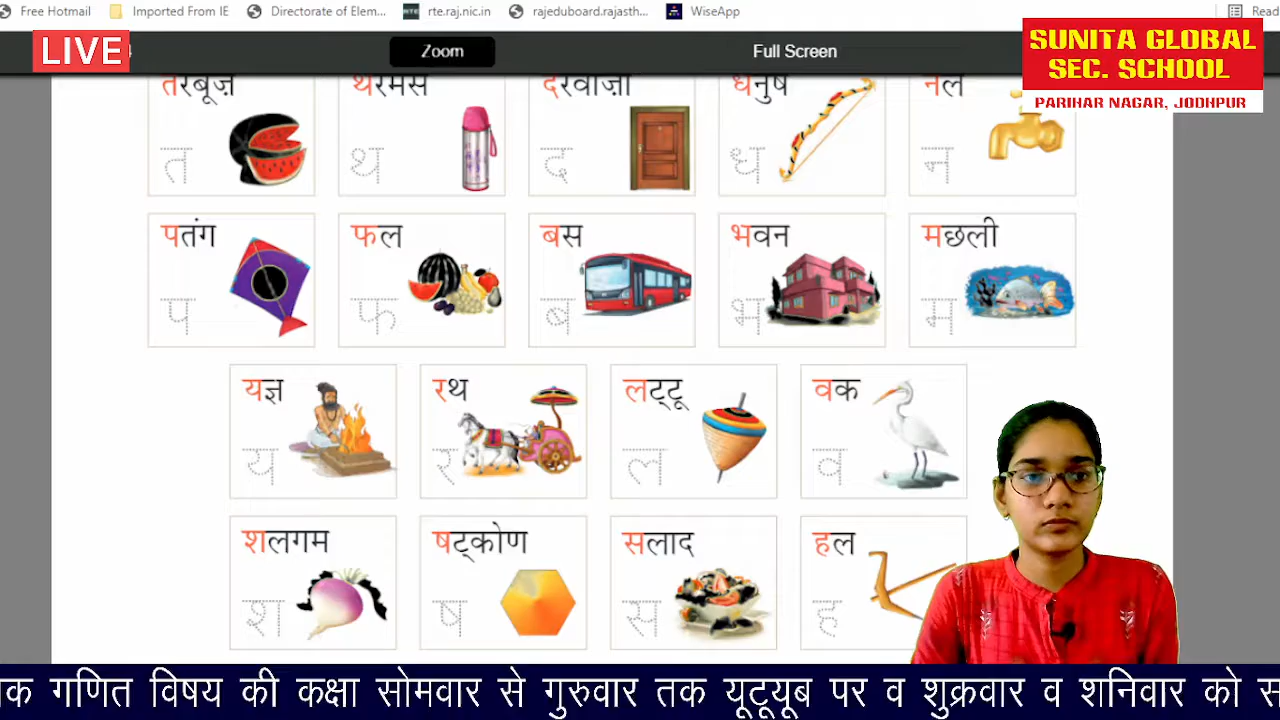 Free Hotmail Imported From IE Directorate of Elem... rte.raj.nic.in rajeduboard.rajasth... WiseApp Read
LIVE Zoom Full Screen
SUNITA GLOBAL
SEC. SCHOOL
PARIHAR NAGAR, JODHPUR
तरबूज़ थरमस दरवाज़ा धनुष नल
त थ द ध न
पतंग फल बस भवन मछली
प फ ब भ म
यज्ञ रथ लट्टू वक
य र ल व
शलगम षट्कोण सलाद हल
श ष स ह
गणित विषय की कक्षा सोमवार से गुरुवार तक यूट्यूब पर व शुक्रवार व शनिवार को